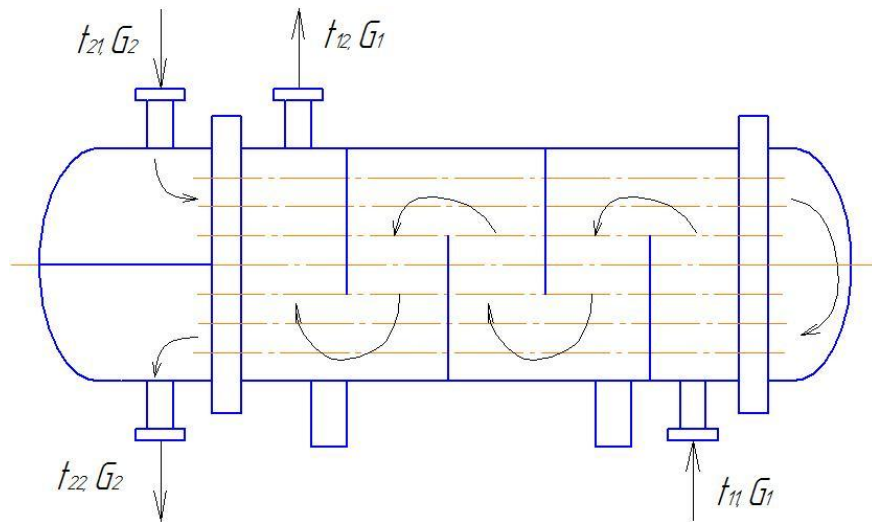 t₂₁, G₂
t₁₂, G₁
t₂₂, G₂
t₁₁, G₁